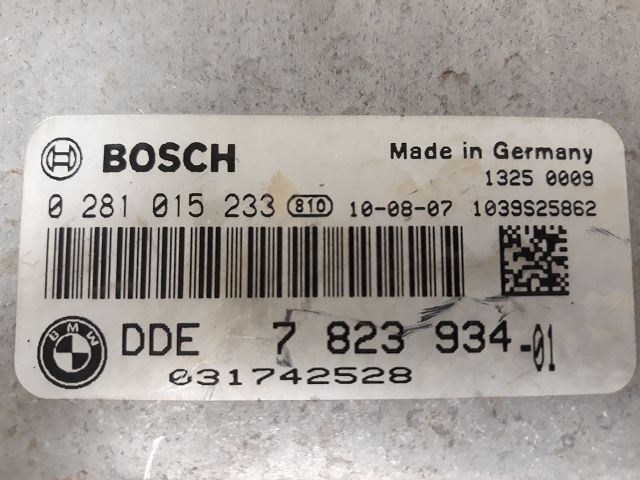 BOSCH Made in Germany
1325 0009
0 281 015 233 810 10-08-07 1039S25862
BMW DDE 7 823 934-01
031742528